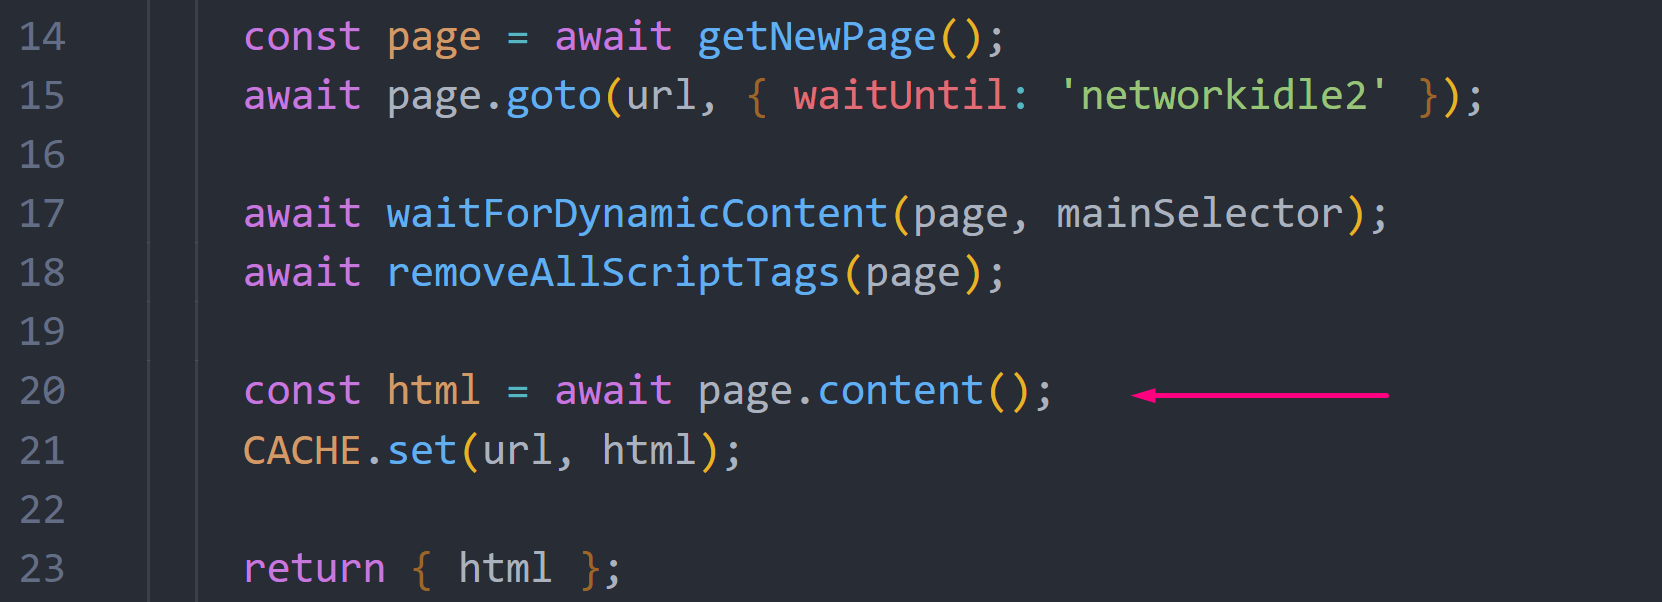 14 const page = await getNewPage();
15 await page.goto(url, { waitUntil: 'networkidle2' });
16
17 await waitForDynamicContent(page, mainSelector);
18 await removeAllScriptTags(page);
19
20 const html = await page.content();
21 CACHE.set(url, html);
22
23 return { html };